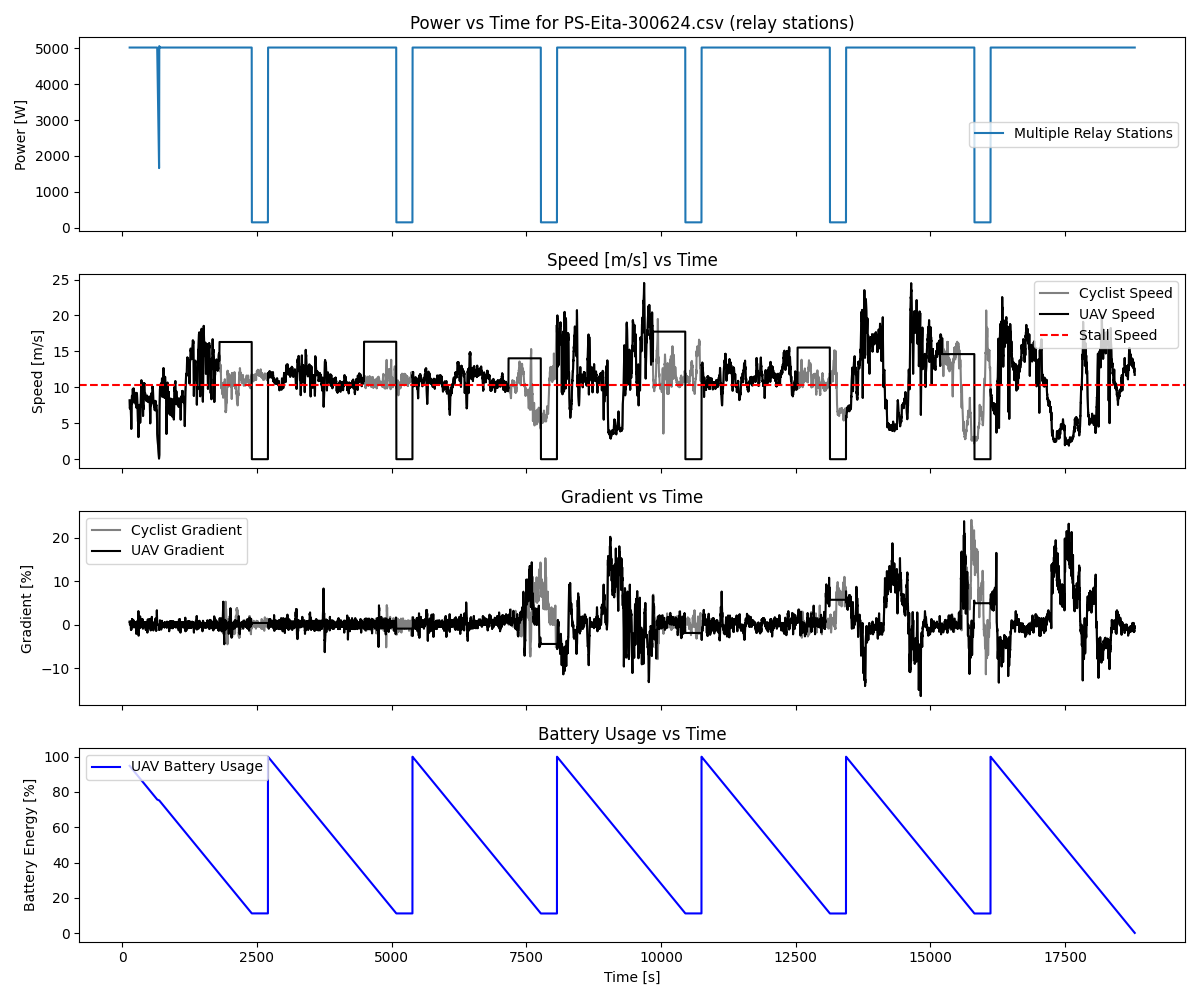 Power vs Time for PS-Eita-300624.csv (relay stations)
5000
4000
3000
2000
1000
0
Power [W]
Multiple Relay Stations
Speed [m/s] vs Time
25
20
15
10
5
0
Speed [m/s]
Cyclist Speed
UAV Speed
Stall Speed
Gradient vs Time
20
10
0
−10
Gradient [%]
Cyclist Gradient
UAV Gradient
Battery Usage vs Time
100
80
60
40
20
0
Battery Energy [%]
UAV Battery Usage
0 2500 5000 7500 10000 12500 15000 17500
Time [s]